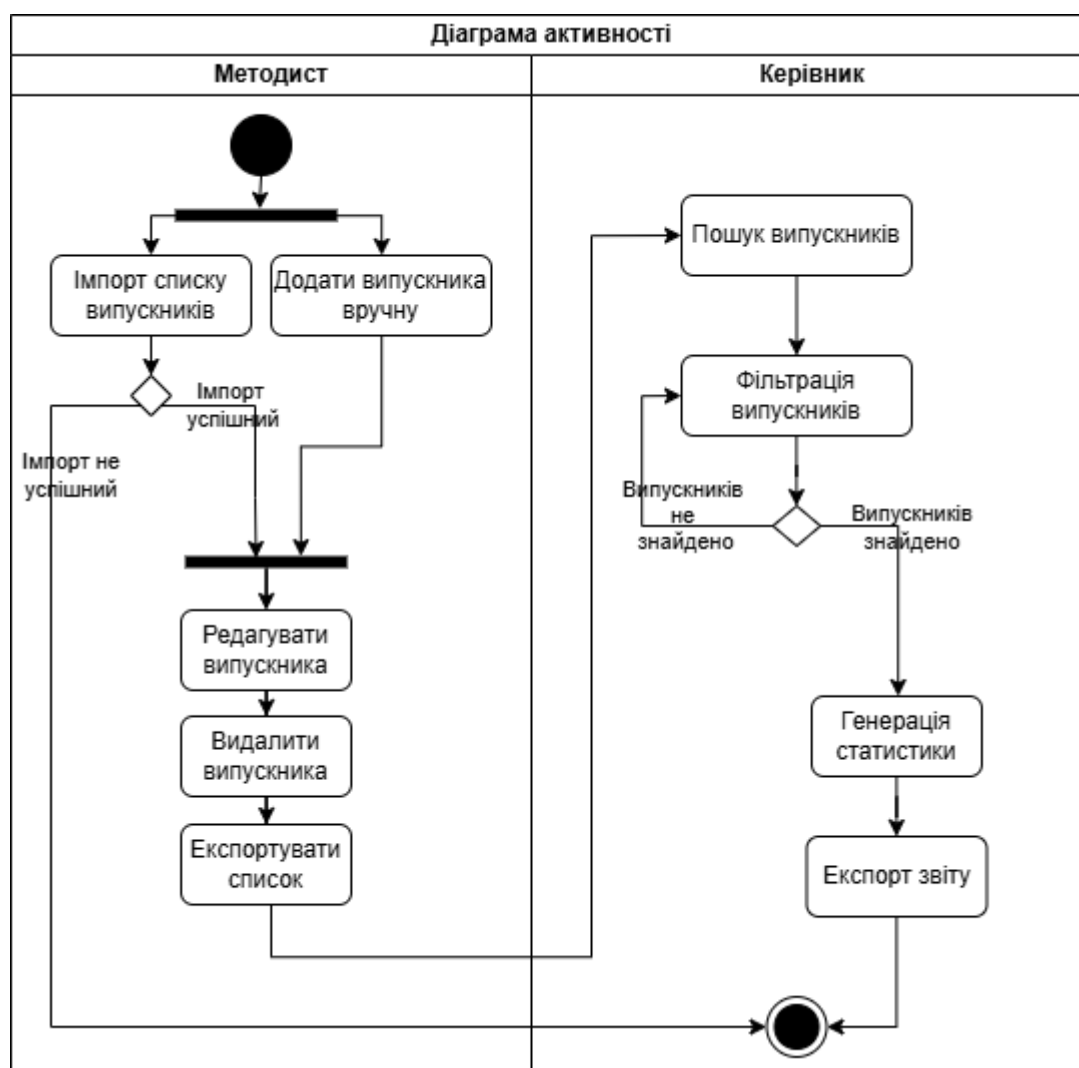 Діаграма активності
Методист
Керівник
Імпорт списку
випускників
Додати випускника
вручну
Імпорт
успішний
Імпорт не
успішний
Редагувати
випускника
Видалити
випускника
Експортувати
список
Пошук випускників
Фільтрація
випускників
Випускників
не
знайдено
Випускників
знайдено
Генерація
статистики
Експорт звіту